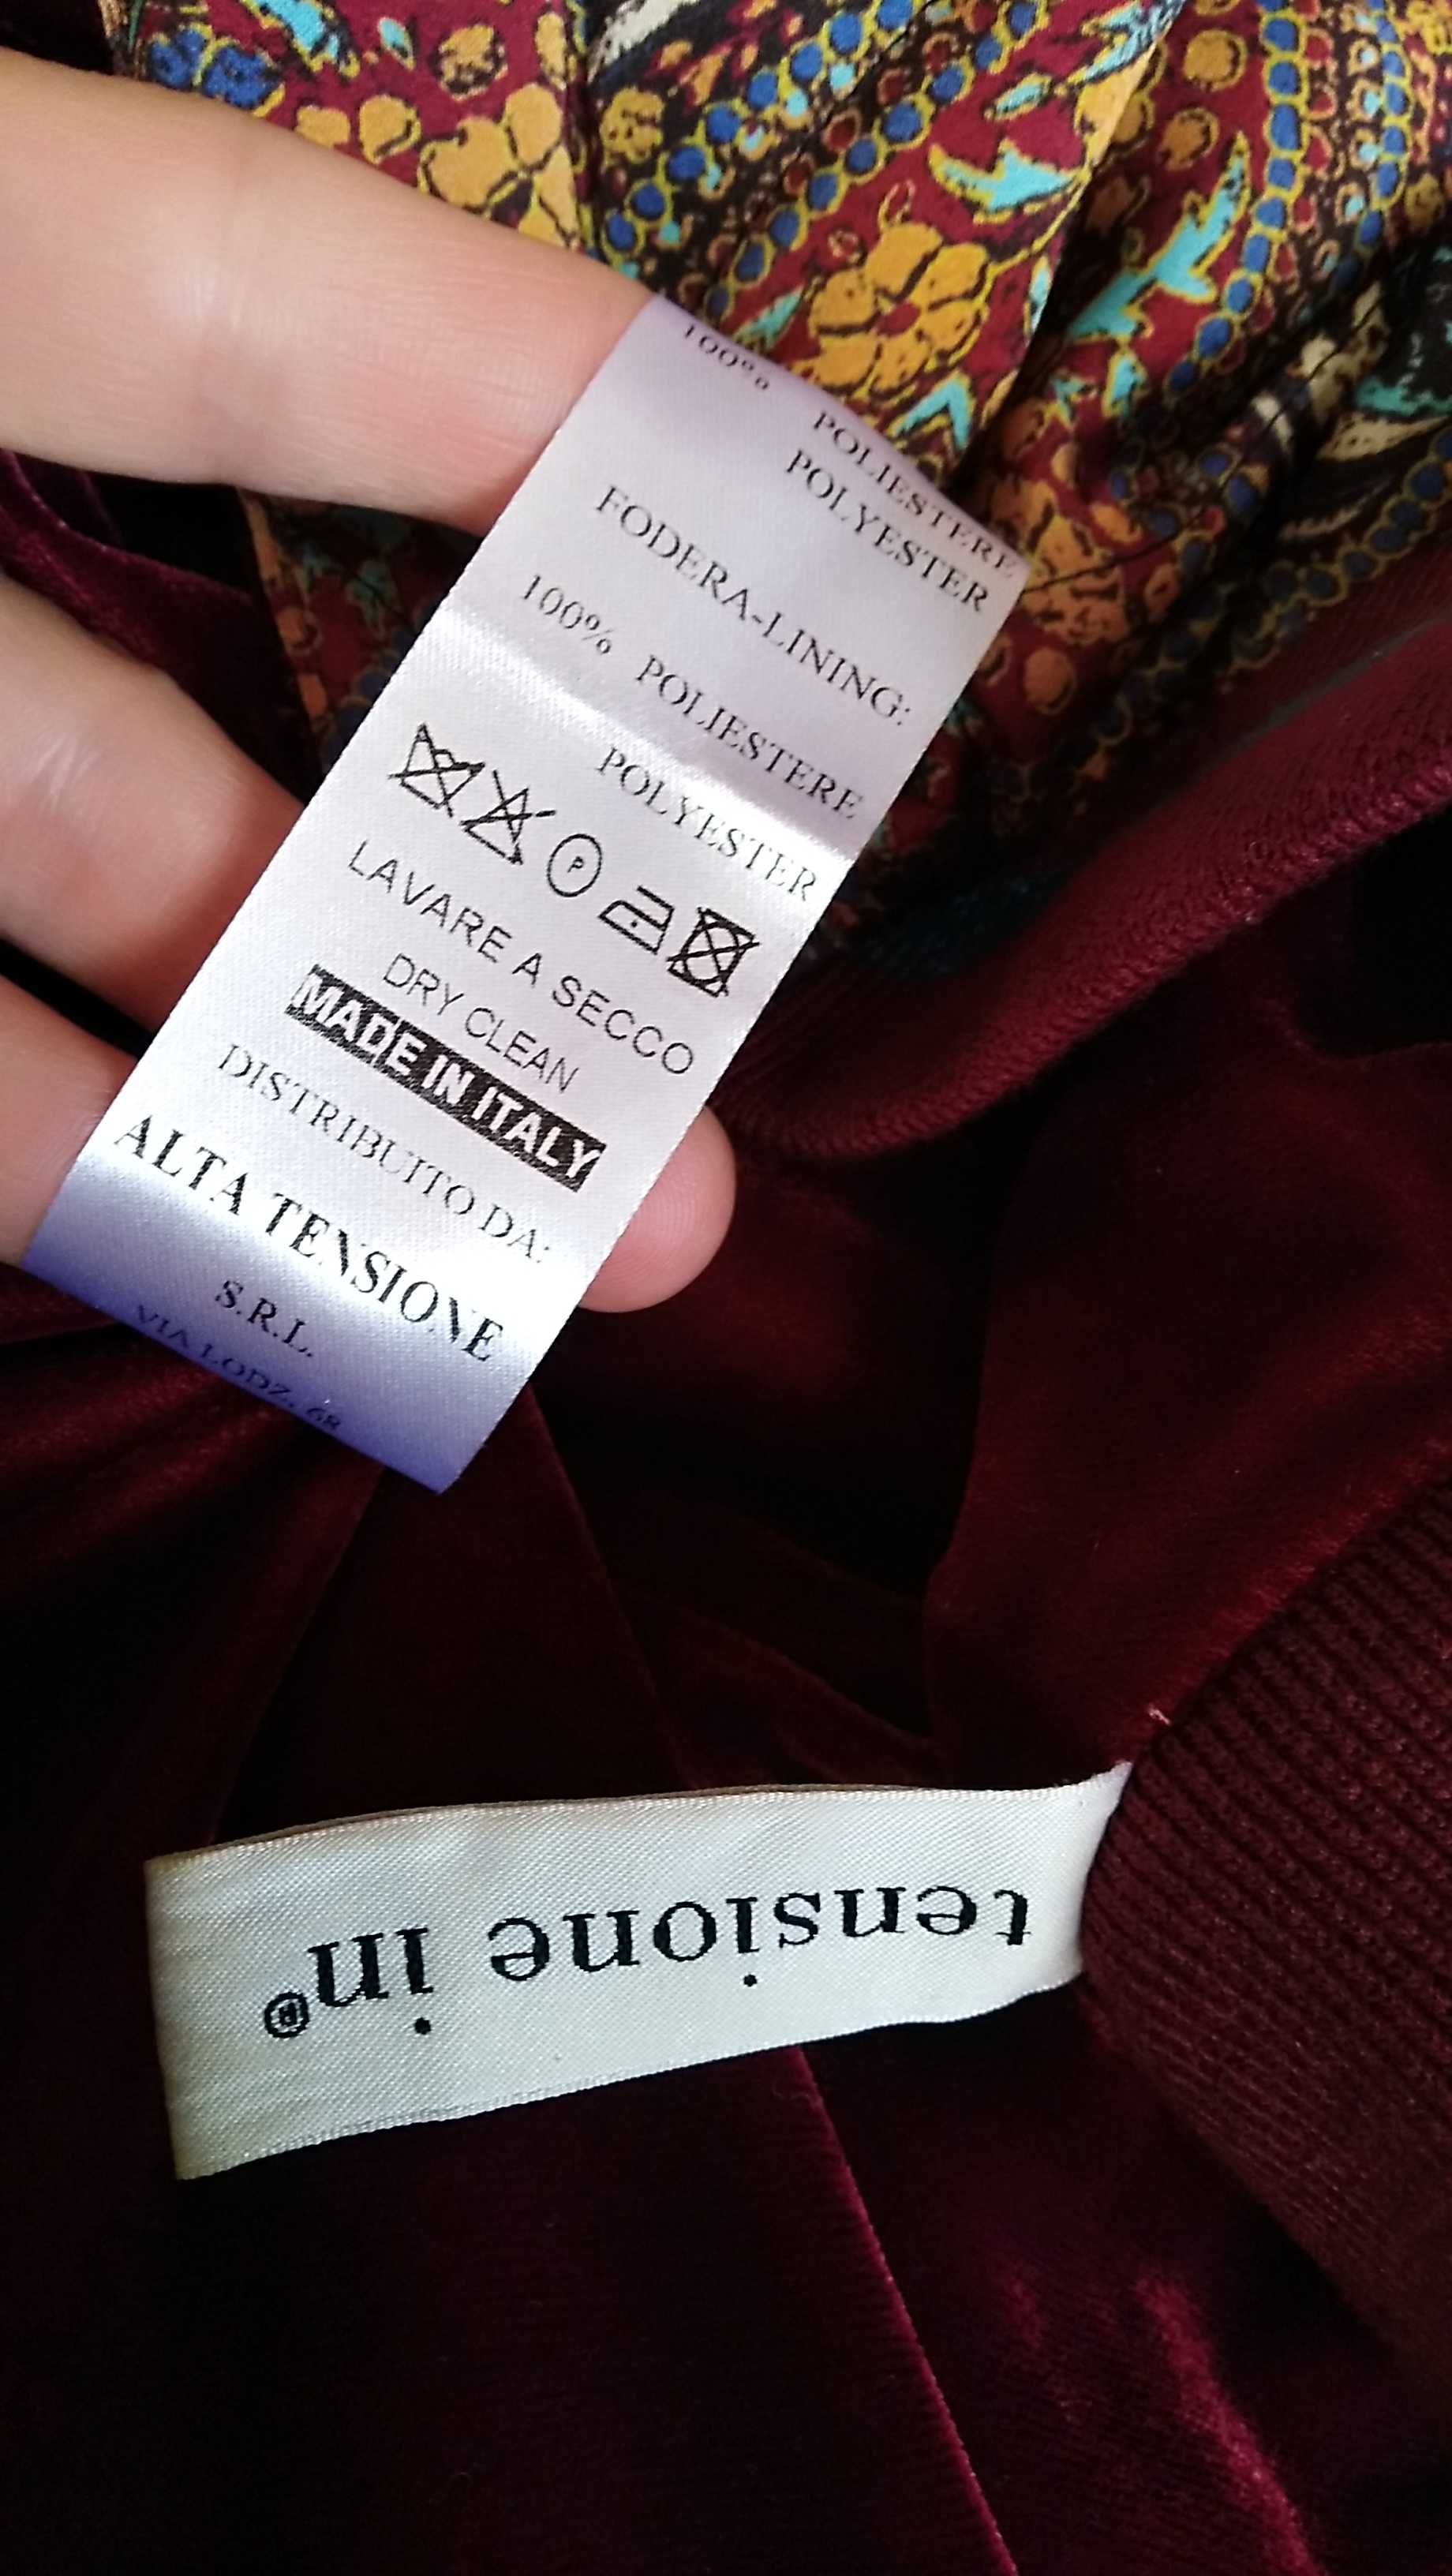 100% POLIESTERE
POLYESTER
FODERA-LINING:
100% POLIESTERE
POLYESTER
P
LAVARE A SECCO
DRY CLEAN
MADE IN ITALY
DISTRIBUITO DA:
ALTA TENSIONE
S.R.L.
VIA LODZ, 68
tensione in®